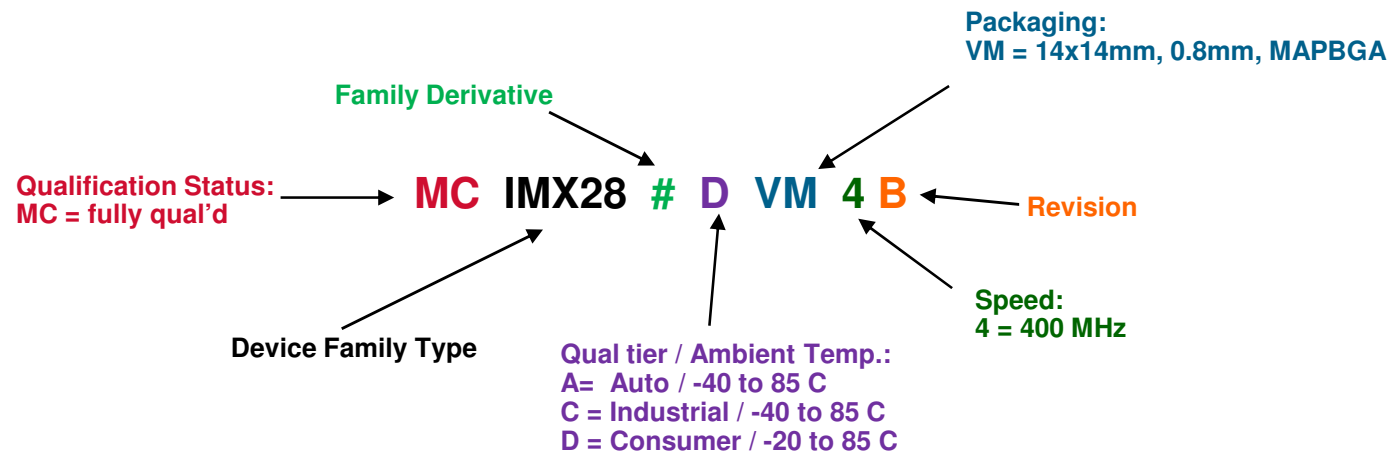 Packaging:
VM = 14x14mm, 0.8mm, MAPBGA
Family Derivative
Qualification Status:
MC = fully qual'd
MC IMX28 # D VM 4 B
Revision
Device Family Type
Speed:
4 = 400 MHz
Qual tier / Ambient Temp.:
A= Auto / -40 to 85 C
C = Industrial / -40 to 85 C
D = Consumer / -20 to 85 C